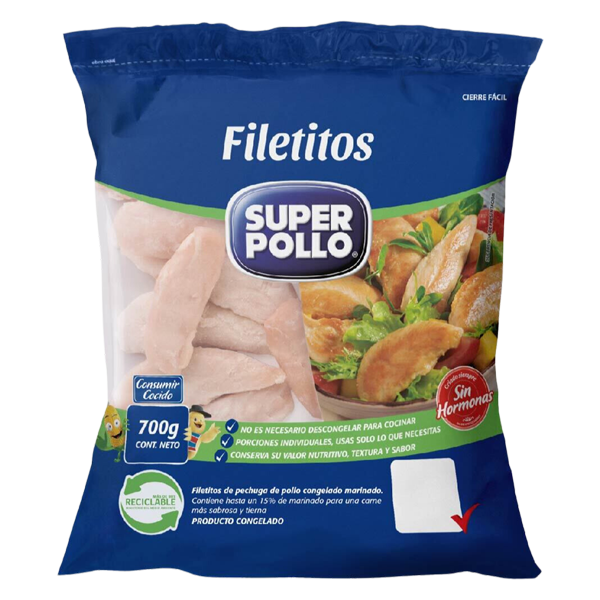 CIERRE FÁCIL
Filetitos
SUPER
POLLO®
Criado siempre
Sin
Hormonas
Consumir
Cocido
700g
CONT. NETO
NO ES NECESARIO DESCONGELAR PARA COCINAR
PORCIONES INDIVIDUALES, USAS SOLO LO QUE NECESITAS
CONSERVA SU VALOR NUTRITIVO, TEXTURA Y SABOR
RECICLABLE
Filetitos de pechuga de pollo congelado marinado.
Contiene hasta un 15% de marinado para una carne
más sabrosa y tierna
PRODUCTO CONGELADO